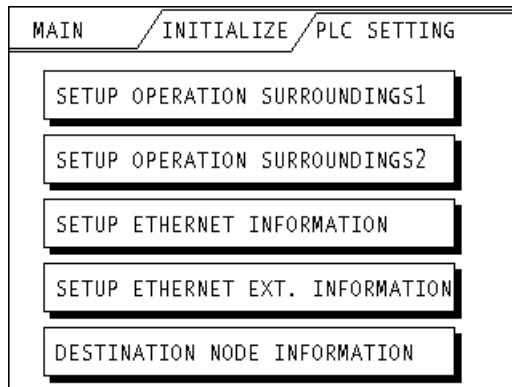 MAIN INITIALIZE PLC SETTING
SETUP OPERATION SURROUNDINGS1
SETUP OPERATION SURROUNDINGS2
SETUP ETHERNET INFORMATION
SETUP ETHERNET EXT. INFORMATION
DESTINATION NODE INFORMATION